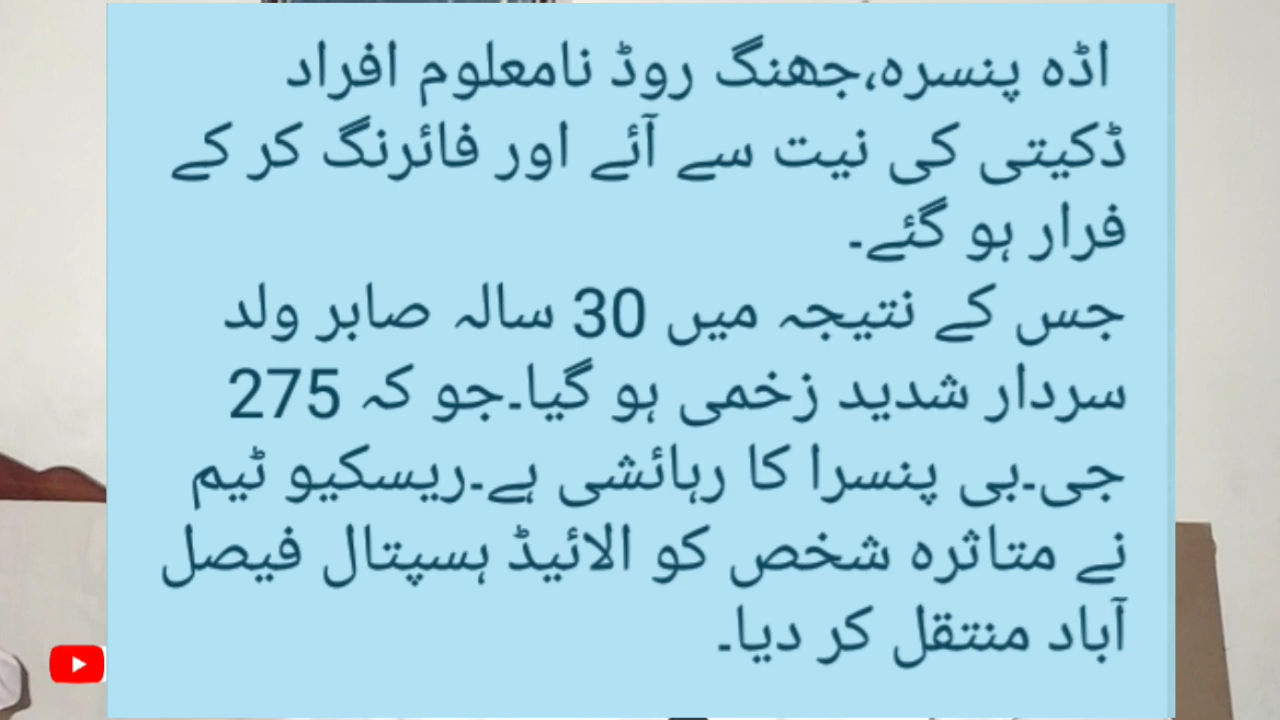 اڈہ پنسرہ،جھنگ روڈ نامعلوم افراد
ڈکیتی کی نیت سے آئے اور فائرنگ کر کے
فرار ہو گئے۔
جس کے نتیجہ میں 30 سالہ صابر ولد
سردار شدید زخمی ہو گیا۔جو کہ 275
جی۔بی پنسرا کا رہائشی ہے۔ریسکیو ٹیم
نے متاثرہ شخص کو الائیڈ ہسپتال فیصل
آباد منتقل کر دیا۔